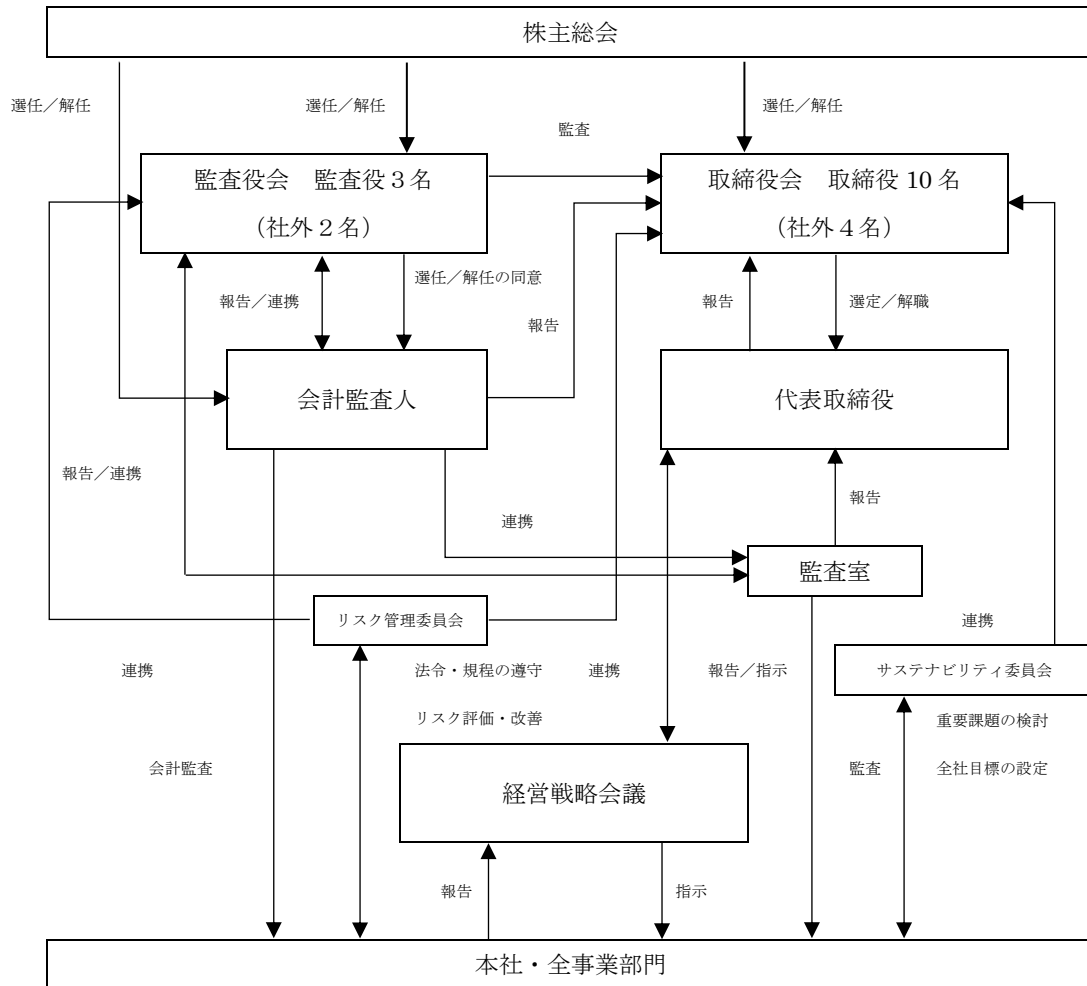 株主総会
選任／解任
選任／解任
選任／解任
監査
監査役会　監査役３名
（社外２名）
取締役会　取締役 10 名
（社外４名）
選任／解任の同意
報告／連携
報告
報告
選定／解職
会計監査人
代表取締役
報告／連携
報告
連携
監査室
リスク管理委員会
連携
連携
法令・規程の遵守
連携
報告／指示
サステナビリティ委員会
リスク評価・改善
重要課題の検討
会計監査
監査
全社目標の設定
経営戦略会議
報告
指示
本社・全事業部門